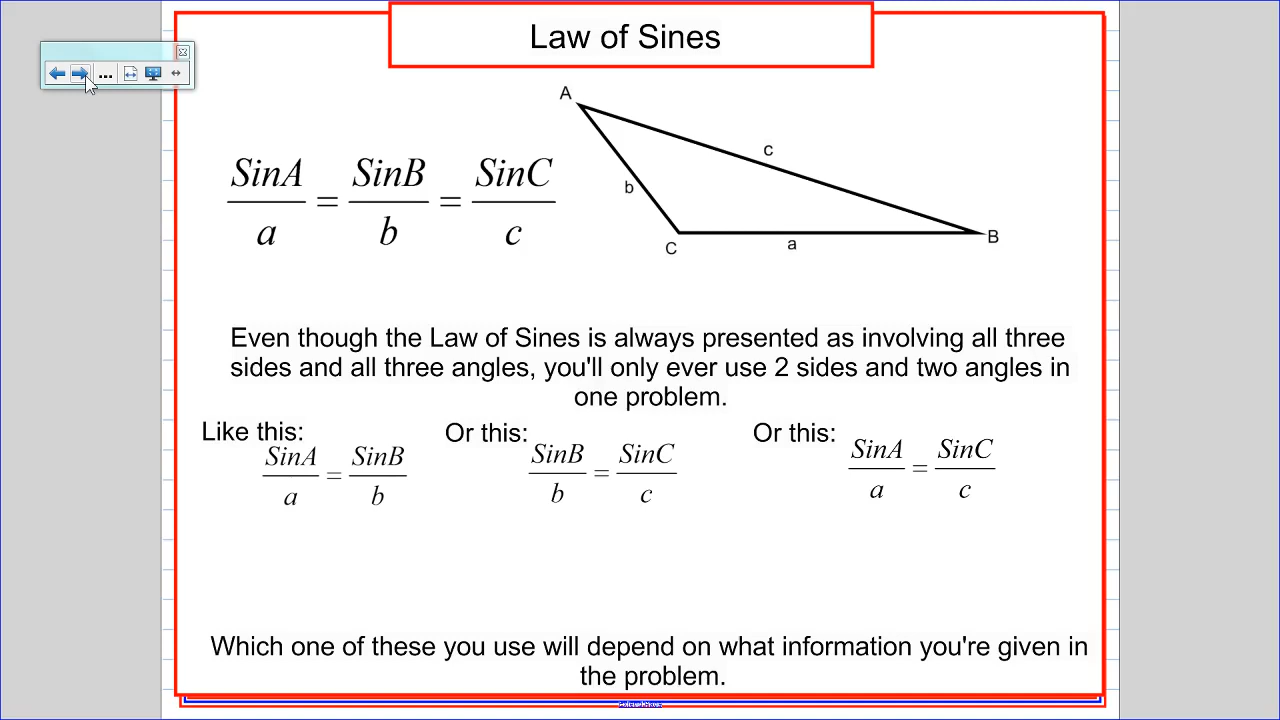 Law of Sines
A
c
b
C
a
B
SinA/a = SinB/b = SinC/c
Even though the Law of Sines is always presented as involving all three
sides and all three angles, you'll only ever use 2 sides and two angles in
one problem.
Like this:
SinA/a = SinB/b
Or this:
SinB/b = SinC/c
Or this:
SinA/a = SinC/c
Which one of these you use will depend on what information you're given in
the problem.